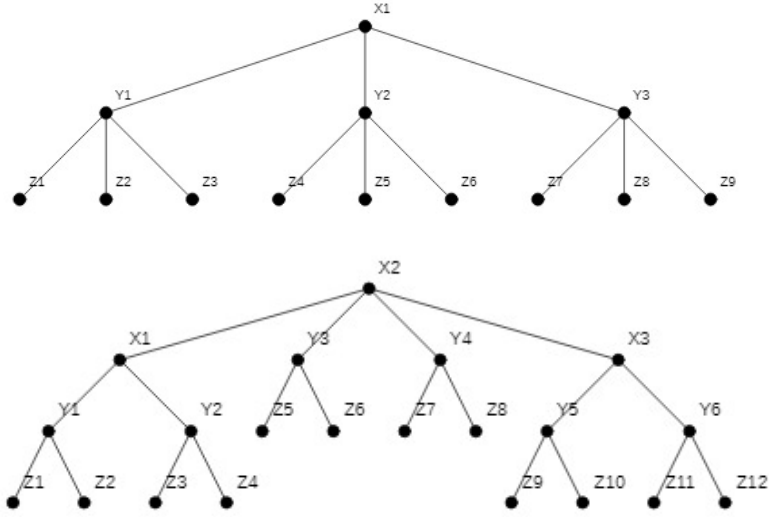 X1
Y1 Y2 Y3
Z1 Z2 Z3 Z4 Z5 Z6 Z7 Z8 Z9
X2
X1 Y3 Y4 X3
Y1 Y2 Z5 Z6 Z7 Z8 Y5 Y6
Z1 Z2 Z3 Z4 Z9 Z10 Z11 Z12